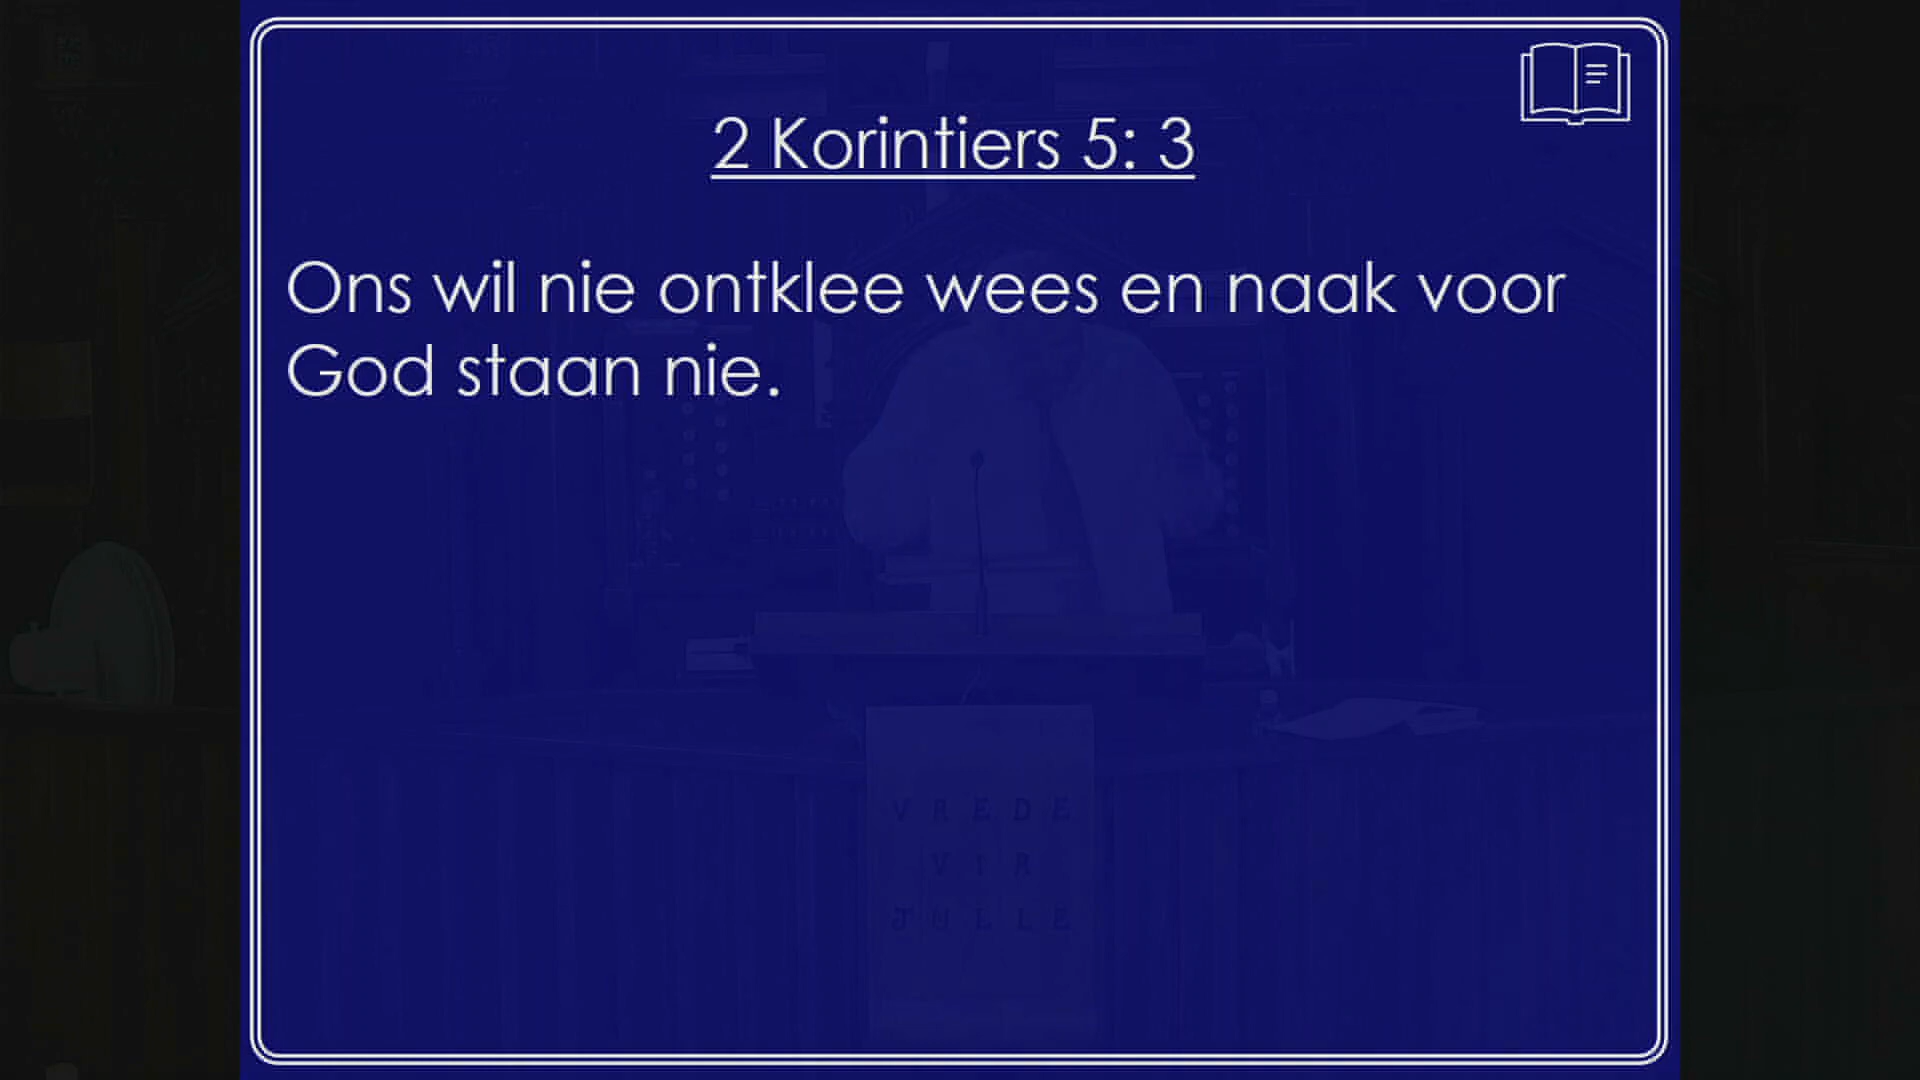 2 Korintiers 5: 3
Ons wil nie ontklee wees en naak voor
God staan nie.
VREDE
VIR
JULLE